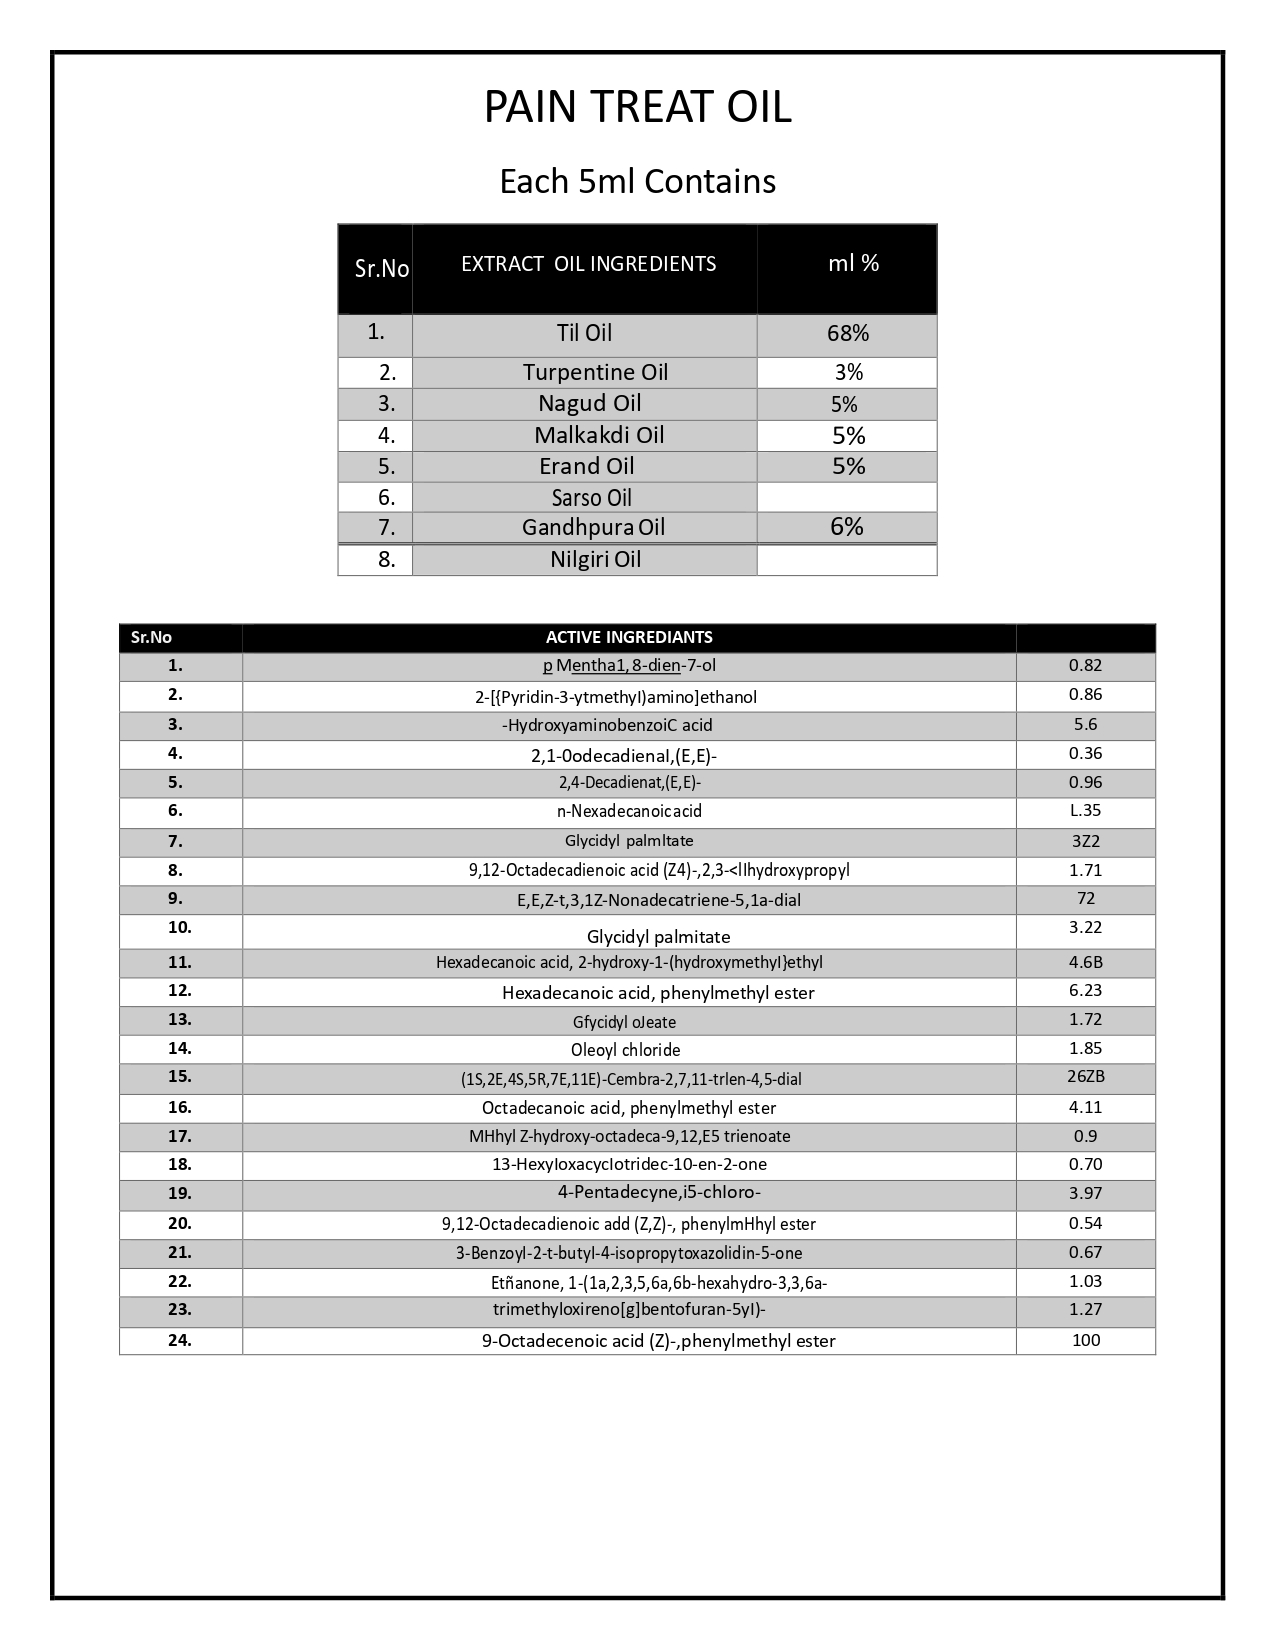 PAIN TREAT OIL
Each 5ml Contains
Sr.No EXTRACT OIL INGREDIENTS ml %
1. Til Oil 68%
2. Turpentine Oil 3%
3. Nagud Oil 5%
4. Malkakdi Oil 5%
5. Erand Oil 5%
6. Sarso Oil
7. Gandhpura Oil 6%
8. Nilgiri Oil
Sr.No ACTIVE INGREDIANTS
1. p Mentha1,8-dien-7-ol 0.82
2. 2-[{Pyridin-3-ytmethyI)amino]ethanol 0.86
3. -HydroxyaminobenzoiC acid 5.6
4. 2,1-0odecadienaI,(E,E)- 0.36
5. 2,4-Decadienat,(E,E)- 0.96
6. n-Nexadecanoicacid L.35
7. Glycidyl palmltate 3Z2
8. 9,12-Octadecadienoic acid (Z4)-,2,3-<lIhydroxypropyl 1.71
9. E,E,Z-t,3,1Z-Nonadecatriene-5,1a-dial 72
10. Glycidyl palmitate 3.22
11. Hexadecanoic acid, 2-hydroxy-1-(hydroxymethyI}ethyl 4.6B
12. Hexadecanoic acid, phenylmethyl ester 6.23
13. Gfycidyl oJeate 1.72
14. Oleoyl chloride 1.85
15. (1S,2E,4S,5R,7E,11E)-Cembra-2,7,11-trlen-4,5-dial 26ZB
16. Octadecanoic acid, phenylmethyl ester 4.11
17. MHhyl Z-hydroxy-octadeca-9,12,E5 trienoate 0.9
18. 13-HexyIoxacycIotridec-10-en-2-one 0.70
19. 4-Pentadecyne,i5-chIoro- 3.97
20. 9,12-Octadecadienoic add (Z,Z)-, phenylmHhyl ester 0.54
21. 3-BenzoyI-2-t-butyI-4-isopropytoxazolidin-5-one 0.67
22. Etñanone, 1-(1a,2,3,5,6a,6b-hexahydro-3,3,6a- 1.03
23. trimethyloxireno[g]bentofuran-5yI)- 1.27
24. 9-Octadecenoic acid (Z)-,phenylmethyl ester 100